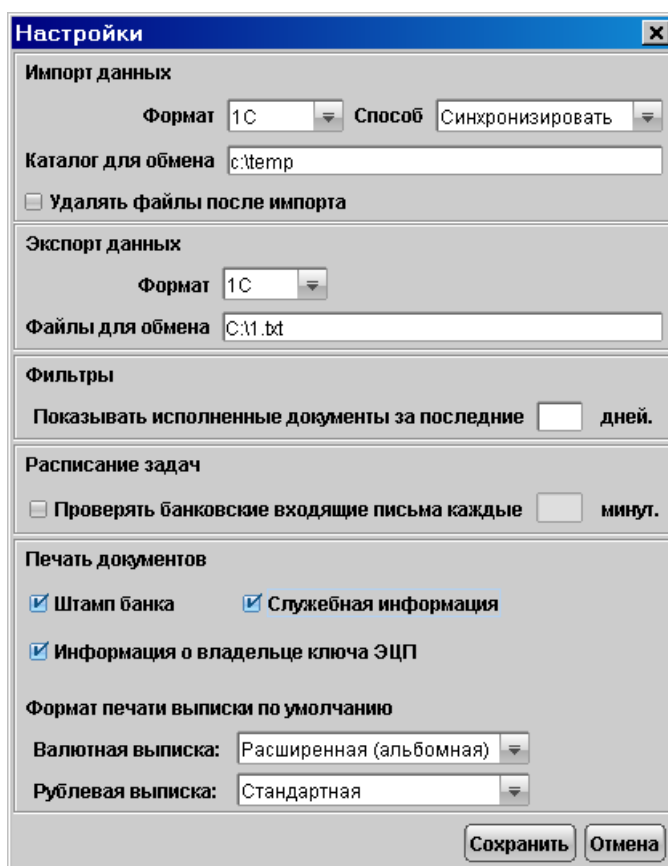 Настройки
Импорт данных
Формат 1С Способ Синхронизировать
Каталог для обмена c:\temp
Удалять файлы после импорта
Экспорт данных
Формат 1С
Файлы для обмена C:\1.txt
Фильтры
Показывать исполненные документы за последние дней.
Расписание задач
Проверять банковские входящие письма каждые минут.
Печать документов
Штамп банка Служебная информация
Информация о владельце ключа ЭЦП
Формат печати выписки по умолчанию
Валютная выписка: Расширенная (альбомная)
Рублевая выписка: Стандартная
Сохранить Отмена